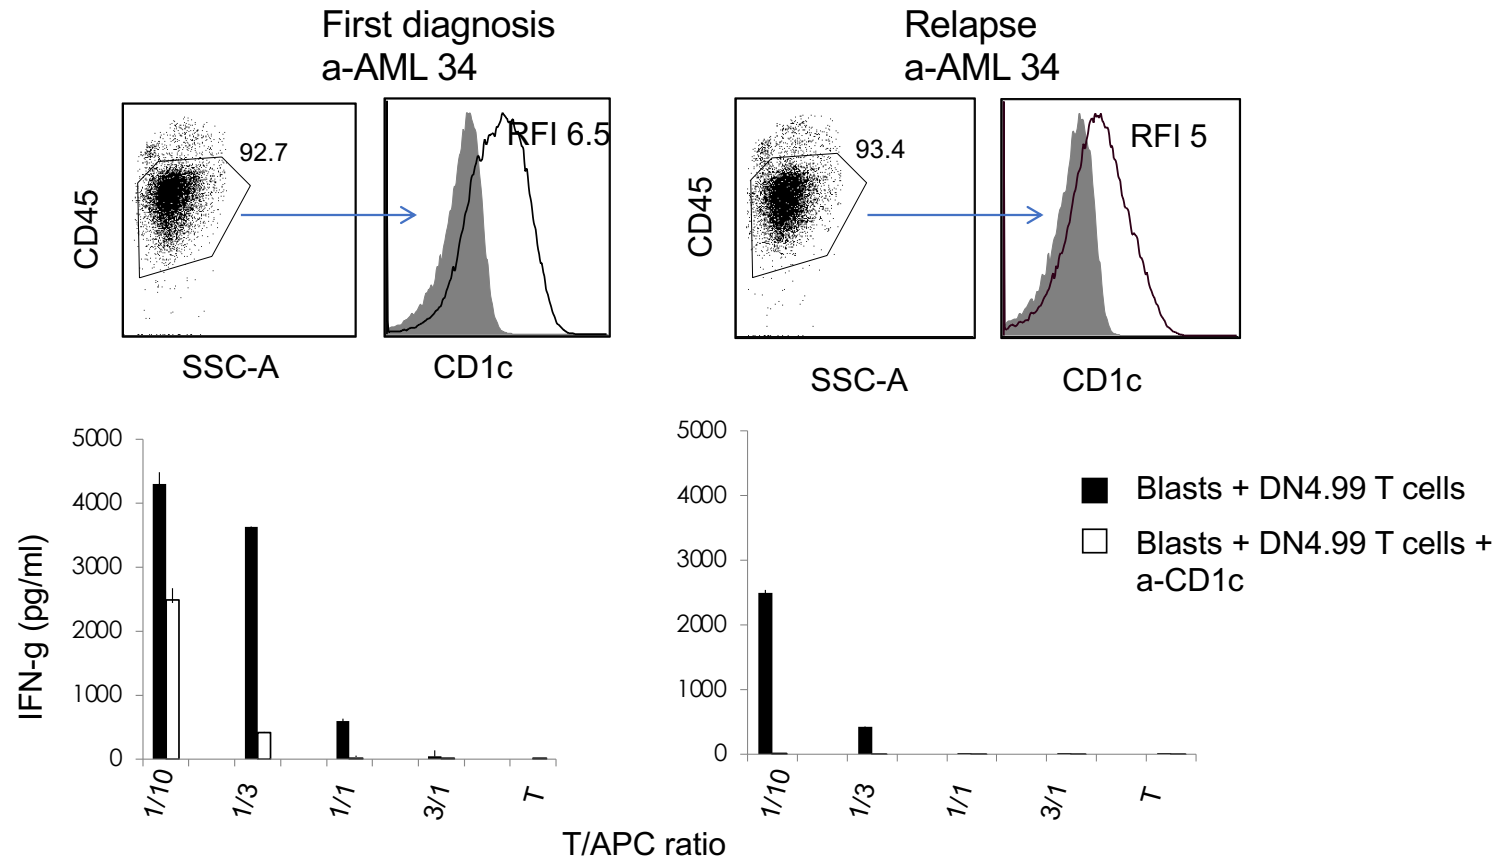 First diagnosis
a-AML 34
Relapse
a-AML 34
92.7
RFI 6.5
CD45
SSC-A
CD1c
93.4
RFI 5
CD45
SSC-A
CD1c
5000
4000
3000
2000
1000
0
IFN-g (pg/ml)
1/10
1/3
1/1
3/1
T
5000
4000
3000
2000
1000
0
1/10
1/3
1/1
3/1
T
T/APC ratio
Blasts + DN4.99 T cells
Blasts + DN4.99 T cells +
a-CD1c